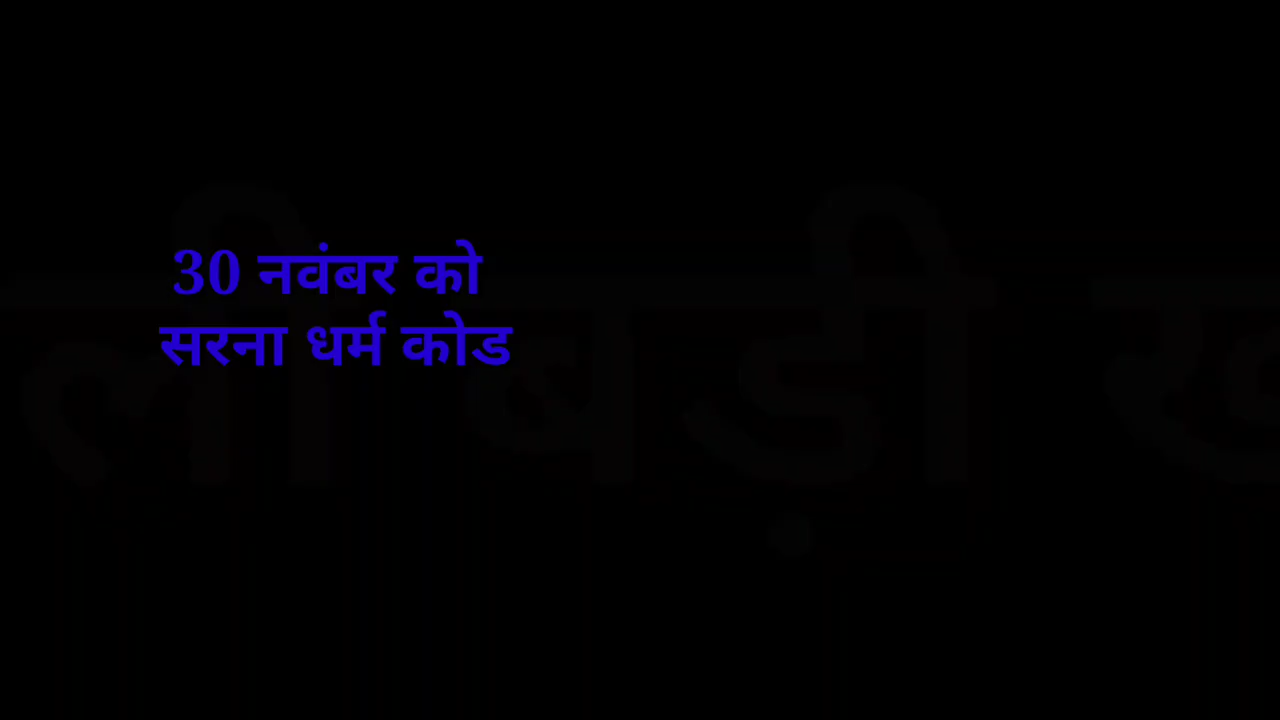 30 नवंबर को
सरना धर्म कोड